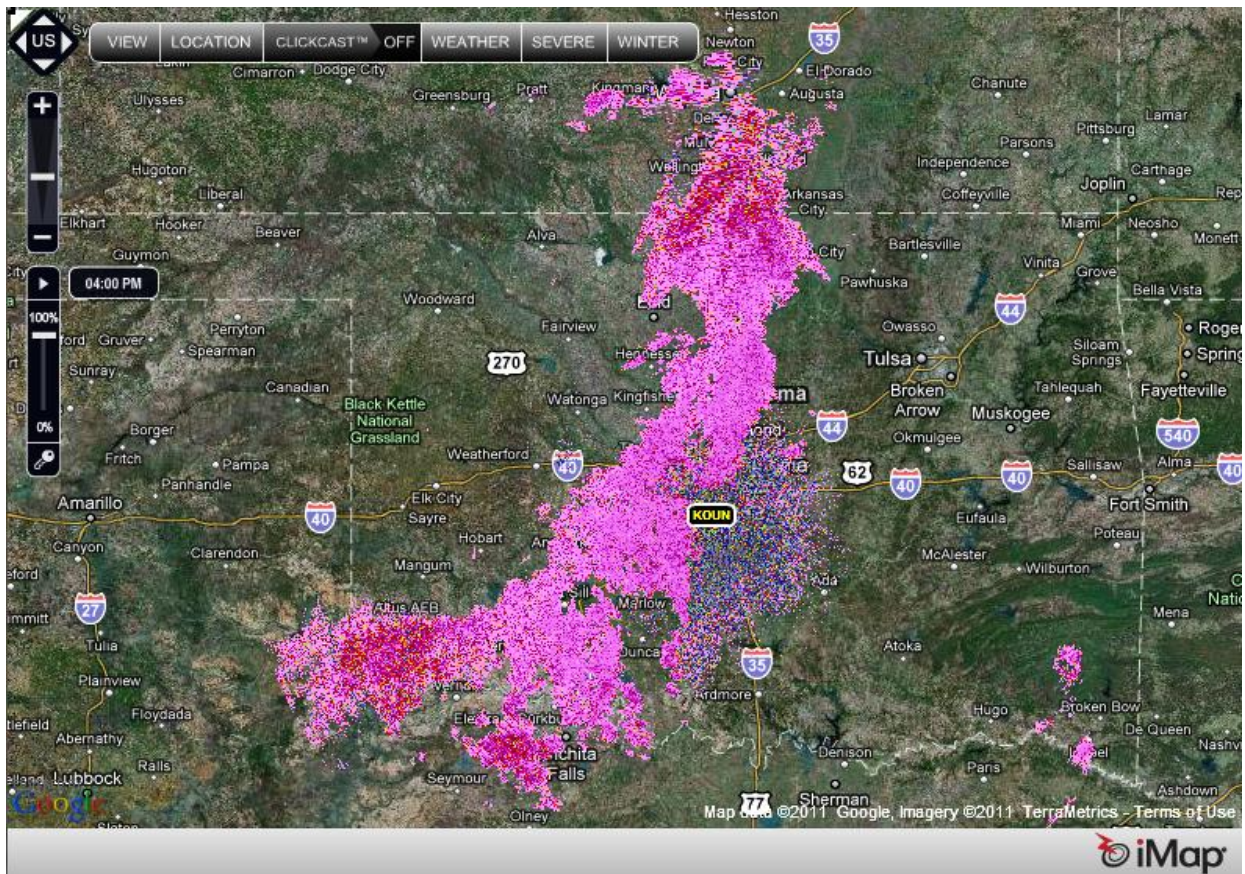 US
VIEW LOCATION CLICKCAST™ OFF WEATHER SEVERE WINTER
Hesston
Newton
35
El Dorado
Cimarron
Dodge City
Greensburg
Pratt
Augusta
Chanute
Ulysses
Lamar
Pittsburg
Parsons
Hugoton
Independence
Carthage
Liberal
Coffeyville
Joplin
Arkansas
City
Elkhart
Hooker
Beaver
Alva
Bartlesville
Miami
Neosho
Monett
Guymon
Vinita
Pawhuska
Grove
04:00 PM
Woodward
Bella Vista
100%
Perryton
Fairview
44
Owasso
Gruver
Spearman
Siloam
Springs
Tulsa
Sunray
270
Broken
Arrow
Tahlequah
Fayetteville
Canadian
Black Kettle
National
Grassland
Watonga
Kingfisher
Muskogee
0%
Borger
44
Okmulgee
540
Fritch
Pampa
Weatherford
40
62
Sallisaw
Alma
40
Panhandle
Elk City
40
40
Fort Smith
Amarillo
40
Sayre
KOUN
Eufaula
Canyon
Clarendon
Hobart
McAlester
Poteau
Mangum
Wilburton
Ada
27
Altus AFB
Sill
Marlow
Mena
Tulia
Atoka
35
Plainview
Ardmore
Floydada
Hugo
Broken Bow
De Queen
Abernathy
Ralls
Denison
Lubbock
Seymour
Falls
Paris
Ashdown
Google
Olney
77
Sherman
Map data ©2011 Google, Imagery ©2011 TerraMetrics - Terms of Use
iMap